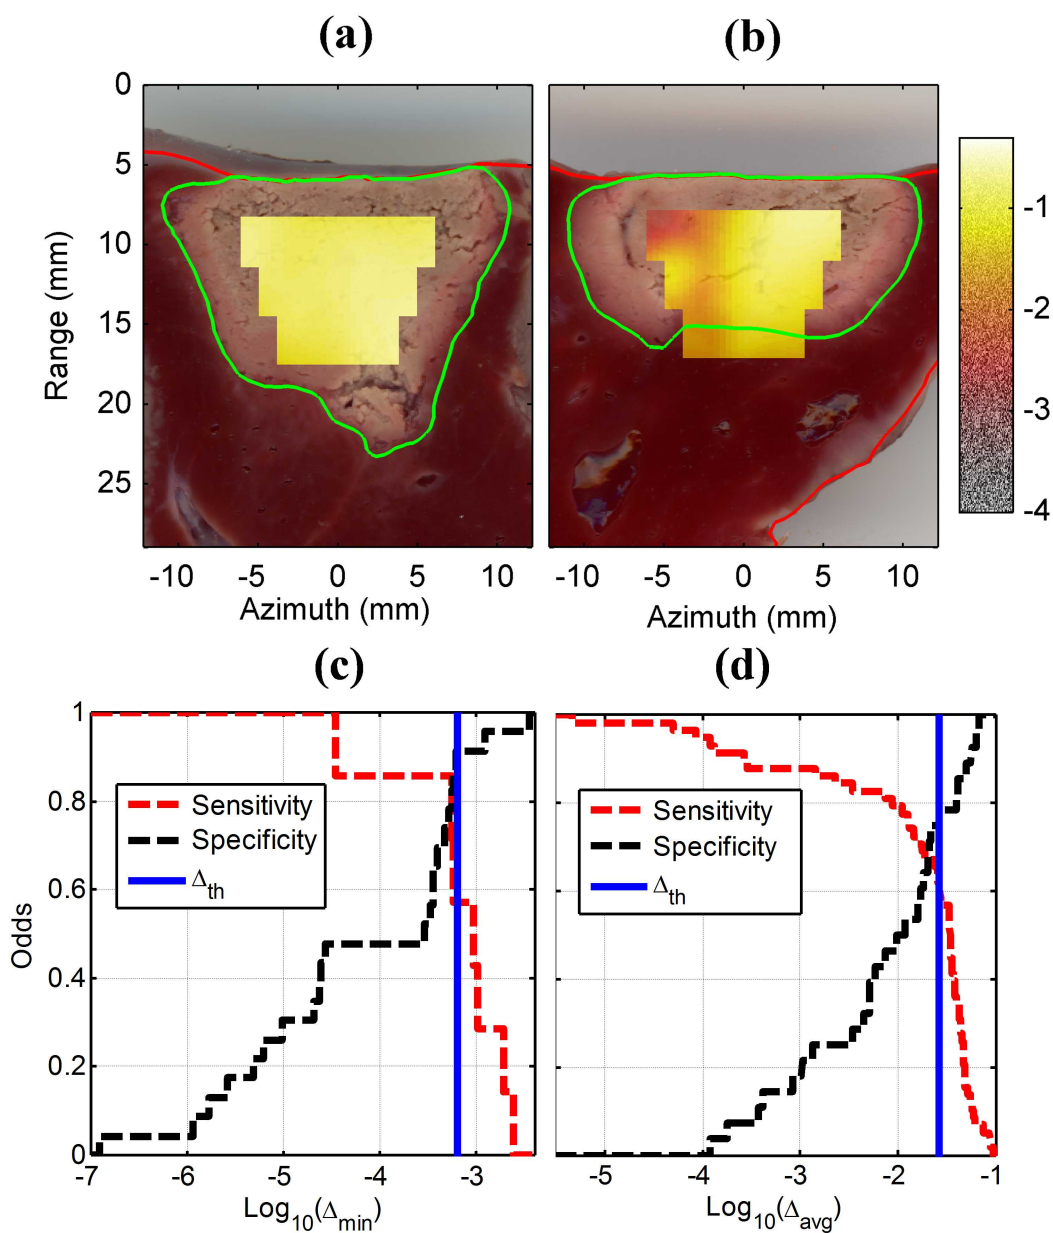 (a)
(b)
0
5
10
15
20
25
Range (mm)
-1
-2
-3
-4
-10 -5 0 5 10
-10 -5 0 5 10
Azimuth (mm)
Azimuth (mm)
(c)
(d)
1
0.8
0.6
0.4
0.2
0
Odds
Sensitivity
Specificity
Δth
Sensitivity
Specificity
Δth
-7 -6 -5 -4 -3
-5 -4 -3 -2 -1
Log10(Δmin)
Log10(Δavg)